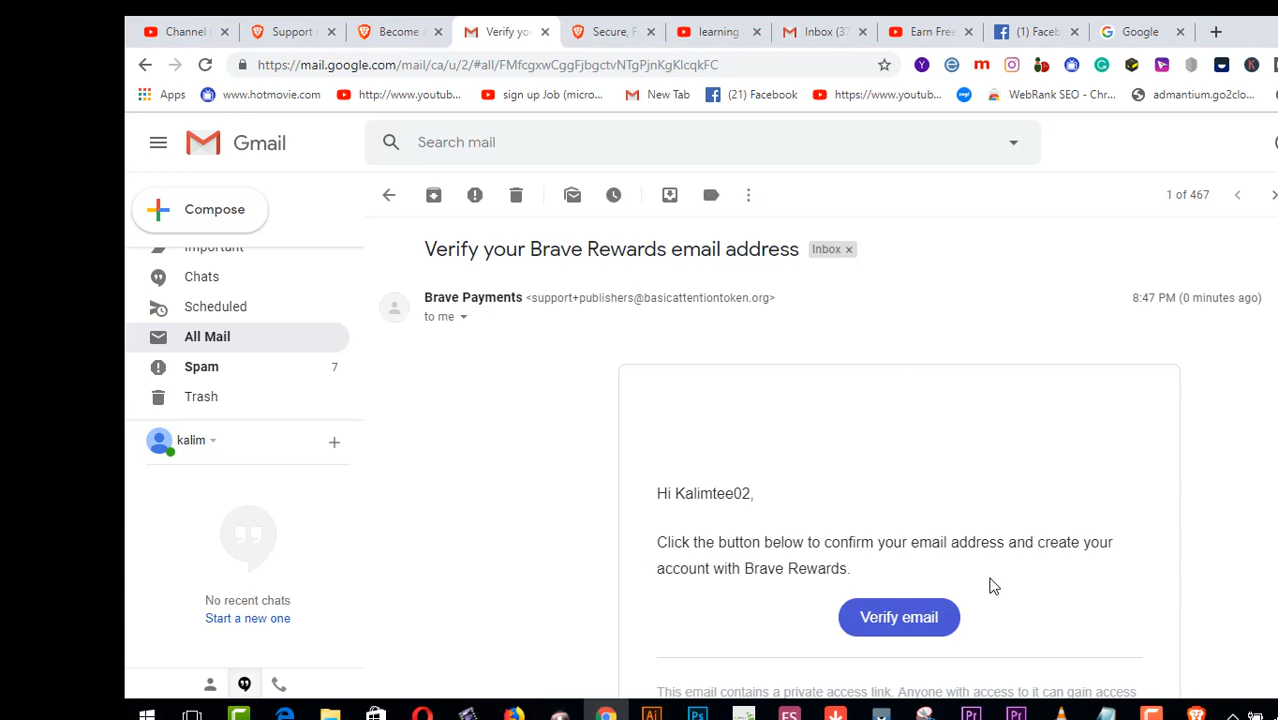 Channel D
Support
Become
Verify yo
Secure, F
learning
Inbox (37
Earn Free
(1) Faceb
Google
https://mail.google.com/mail/ca/u/2/#all/FMfcgxwCggFjbgctvNTgPjnKgKlcqkFC
Apps
www.hotmovie.com
http://www.youtub...
sign up Job (micro...
New Tab
(21) Facebook
https://www.youtub...
WebRank SEO - Chr...
admantium.go2clo...
Gmail
Search mail
Compose
1 of 467
Important
Verify your Brave Rewards email address
Inbox x
Chats
Brave Payments <support+publishers@basicattentiontoken.org>
8:47 PM (0 minutes ago)
Scheduled
to me
All Mail
Spam 7
Trash
kalim
Hi Kalimtee02,
Click the button below to confirm your email address and create your
account with Brave Rewards.
No recent chats
Start a new one
Verify email
This email contains a private access link. Anyone with access to it can gain access